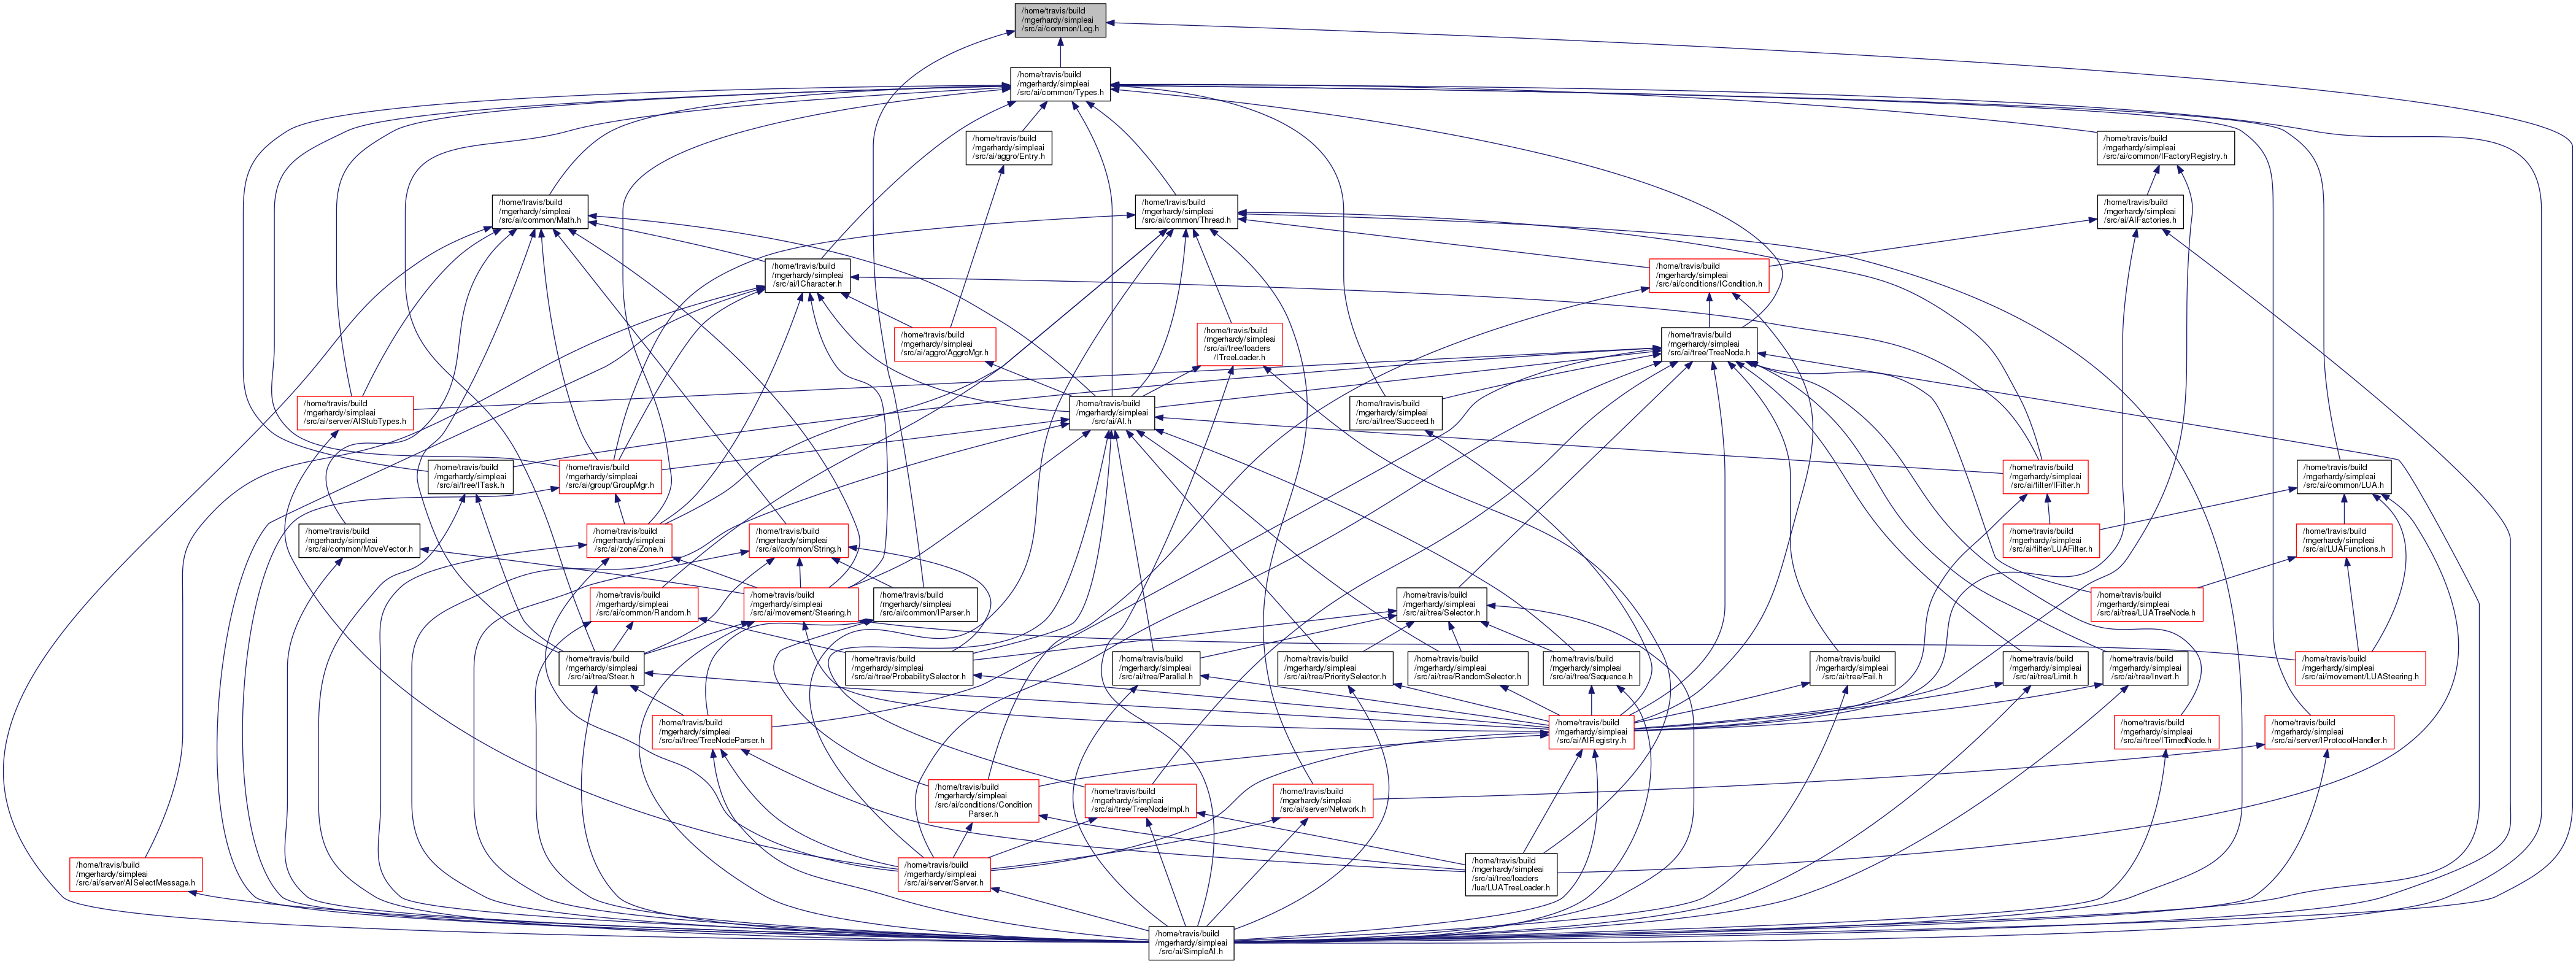 /home/travis/build
/mgerhardy/simpleai
/src/ai/common/Log.h
/home/travis/build
/mgerhardy/simpleai
/src/ai/common/Types.h
/home/travis/build
/mgerhardy/simpleai
/src/ai/aggro/Entry.h
/home/travis/build
/mgerhardy/simpleai
/src/ai/common/IFactoryRegistry.h
/home/travis/build
/mgerhardy/simpleai
/src/ai/common/Math.h
/home/travis/build
/mgerhardy/simpleai
/src/ai/common/Thread.h
/home/travis/build
/mgerhardy/simpleai
/src/ai/AIFactories.h
/home/travis/build
/mgerhardy/simpleai
/src/ai/ICharacter.h
/home/travis/build
/mgerhardy/simpleai
/src/ai/conditions/ICondition.h
/home/travis/build
/mgerhardy/simpleai
/src/ai/aggro/AggroMgr.h
/home/travis/build
/mgerhardy/simpleai
/src/ai/tree/loaders
/ITreeLoader.h
/home/travis/build
/mgerhardy/simpleai
/src/ai/tree/TreeNode.h
/home/travis/build
/mgerhardy/simpleai
/src/ai/server/AIStubTypes.h
/home/travis/build
/mgerhardy/simpleai
/src/ai/AI.h
/home/travis/build
/mgerhardy/simpleai
/src/ai/tree/Succeed.h
/home/travis/build
/mgerhardy/simpleai
/src/ai/tree/ITask.h
/home/travis/build
/mgerhardy/simpleai
/src/ai/group/GroupMgr.h
/home/travis/build
/mgerhardy/simpleai
/src/ai/filter/IFilter.h
/home/travis/build
/mgerhardy/simpleai
/src/ai/common/LUA.h
/home/travis/build
/mgerhardy/simpleai
/src/ai/common/MoveVector.h
/home/travis/build
/mgerhardy/simpleai
/src/ai/zone/Zone.h
/home/travis/build
/mgerhardy/simpleai
/src/ai/common/String.h
/home/travis/build
/mgerhardy/simpleai
/src/ai/filter/LUAFilter.h
/home/travis/build
/mgerhardy/simpleai
/src/ai/LUAFunctions.h
/home/travis/build
/mgerhardy/simpleai
/src/ai/common/Random.h
/home/travis/build
/mgerhardy/simpleai
/src/ai/movement/Steering.h
/home/travis/build
/mgerhardy/simpleai
/src/ai/common/IParser.h
/home/travis/build
/mgerhardy/simpleai
/src/ai/tree/Selector.h
/home/travis/build
/mgerhardy/simpleai
/src/ai/tree/LUATreeNode.h
/home/travis/build
/mgerhardy/simpleai
/src/ai/tree/Steer.h
/home/travis/build
/mgerhardy/simpleai
/src/ai/tree/ProbabilitySelector.h
/home/travis/build
/mgerhardy/simpleai
/src/ai/tree/Parallel.h
/home/travis/build
/mgerhardy/simpleai
/src/ai/tree/PrioritySelector.h
/home/travis/build
/mgerhardy/simpleai
/src/ai/tree/RandomSelector.h
/home/travis/build
/mgerhardy/simpleai
/src/ai/tree/Sequence.h
/home/travis/build
/mgerhardy/simpleai
/src/ai/tree/Fail.h
/home/travis/build
/mgerhardy/simpleai
/src/ai/tree/Limit.h
/home/travis/build
/mgerhardy/simpleai
/src/ai/tree/Invert.h
/home/travis/build
/mgerhardy/simpleai
/src/ai/movement/LUASteering.h
/home/travis/build
/mgerhardy/simpleai
/src/ai/tree/TreeNodeParser.h
/home/travis/build
/mgerhardy/simpleai
/src/ai/AIRegistry.h
/home/travis/build
/mgerhardy/simpleai
/src/ai/tree/ITimedNode.h
/home/travis/build
/mgerhardy/simpleai
/src/ai/server/IProtocolHandler.h
/home/travis/build
/mgerhardy/simpleai
/src/ai/conditions/Condition
Parser.h
/home/travis/build
/mgerhardy/simpleai
/src/ai/tree/TreeNodeImpl.h
/home/travis/build
/mgerhardy/simpleai
/src/ai/server/Network.h
/home/travis/build
/mgerhardy/simpleai
/src/ai/server/AISelectMessage.h
/home/travis/build
/mgerhardy/simpleai
/src/ai/server/Server.h
/home/travis/build
/mgerhardy/simpleai
/src/ai/tree/loaders
/lua/LUATreeLoader.h
/home/travis/build
/mgerhardy/simpleai
/src/ai/SimpleAI.h